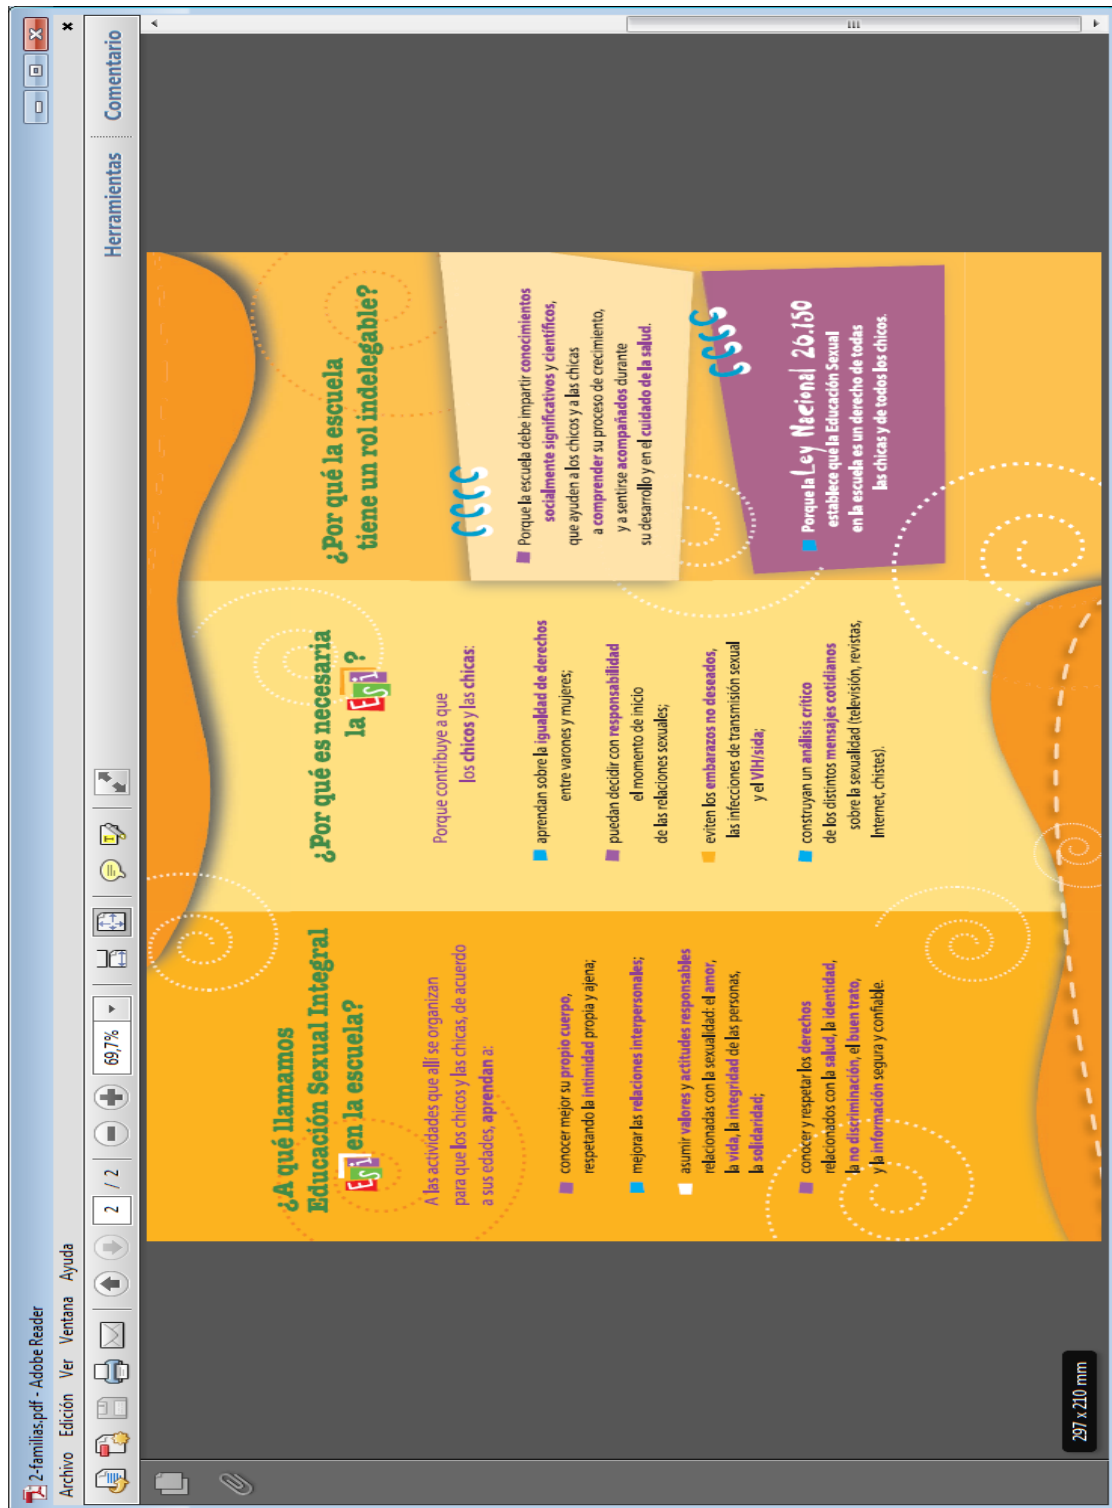 2-familias.pdf - Adobe Reader
Archivo Edición Ver Ventana Ayuda
2 / 2
69,7%
Herramientas
Comentario
¿A qué llamamos
Educación Sexual Integral
ESi en la escuela?
A las actividades que allí se organizan
para que los chicos y las chicas, de acuerdo
a sus edades, aprendan a:
conocer mejor su propio cuerpo,
respetando la intimidad propia y ajena;
mejorar las relaciones interpersonales;
asumir valores y actitudes responsables
relacionadas con la sexualidad: el amor,
la vida, la integridad de las personas,
la solidaridad;
conocer y respetar los derechos
relacionados con la salud, la identidad,
la no discriminación, el buen trato,
y la información segura y confiable.
¿Por qué es necesaria
la ESi?
Porque contribuye a que
los chicos y las chicas:
aprendan sobre la igualdad de derechos
entre varones y mujeres;
puedan decidir con responsabilidad
el momento de inicio
de las relaciones sexuales;
eviten los embarazos no deseados,
las infecciones de transmisión sexual
y el VIH/sida;
construyan un análisis crítico
de los distintos mensajes cotidianos
sobre la sexualidad (televisión, revistas,
Internet, chistes).
¿Por qué la escuela
tiene un rol indelegable?
Porque la escuela debe impartir conocimientos
socialmente significativos y científicos,
que ayuden a los chicos y a las chicas
a comprender su proceso de crecimiento,
y a sentirse acompañados durante
su desarrollo y en el cuidado de la salud.
Porque la Ley Nacional 26.150
establece que la Educación Sexual
en la escuela es un derecho de todas
las chicas y de todos los chicos.
297 x 210 mm